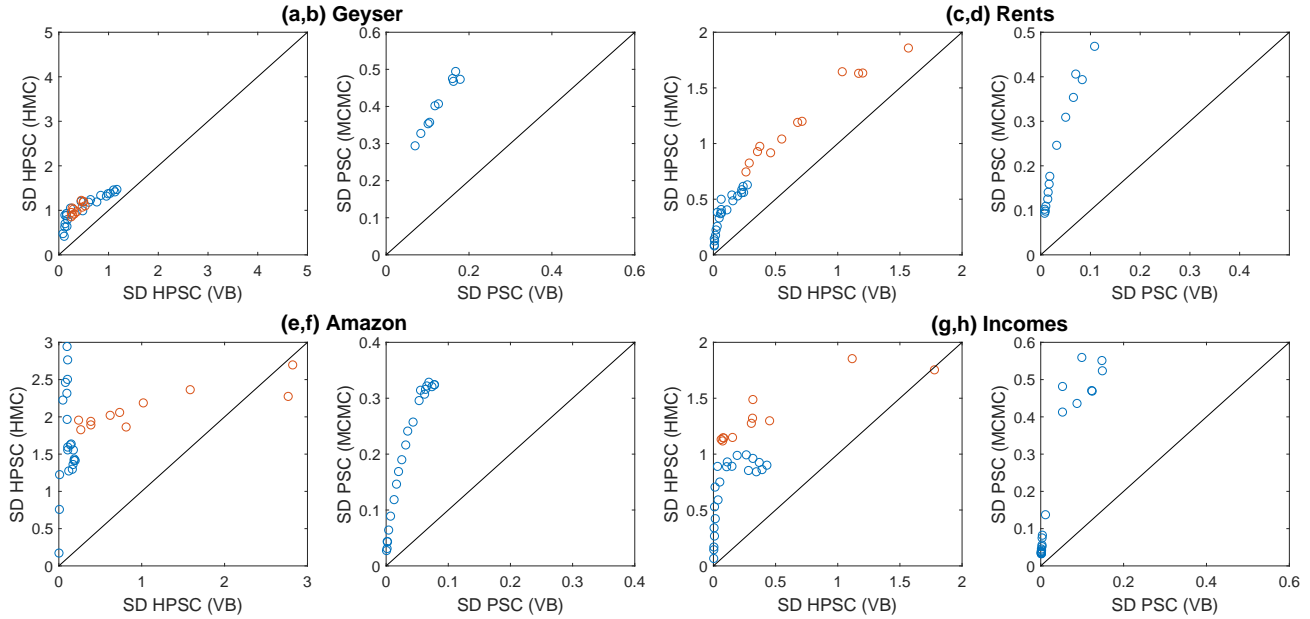 (a,b) Geyser
SD HPSC (HMC)
5
4
3
2
1
0
0 1 2 3 4 5
SD HPSC (VB)
SD PSC (MCMC)
0.6
0.5
0.4
0.3
0.2
0.1
0
0 0.2 0.4 0.6
SD PSC (VB)
(c,d) Rents
SD HPSC (HMC)
2
1.5
1
0.5
0
0 0.5 1 1.5 2
SD HPSC (VB)
SD PSC (MCMC)
0.5
0.4
0.3
0.2
0.1
0
0 0.1 0.2 0.3 0.4
SD PSC (VB)
(e,f) Amazon
SD HPSC (HMC)
3
2.5
2
1.5
1
0.5
0
0 1 2 3
SD HPSC (VB)
SD PSC (MCMC)
0.4
0.3
0.2
0.1
0
0 0.1 0.2 0.3 0.4
SD PSC (VB)
(g,h) Incomes
SD HPSC (HMC)
2
1.5
1
0.5
0
0 0.5 1 1.5 2
SD HPSC (VB)
SD PSC (MCMC)
0.6
0.5
0.4
0.3
0.2
0.1
0
0 0.2 0.4 0.6
SD PSC (VB)